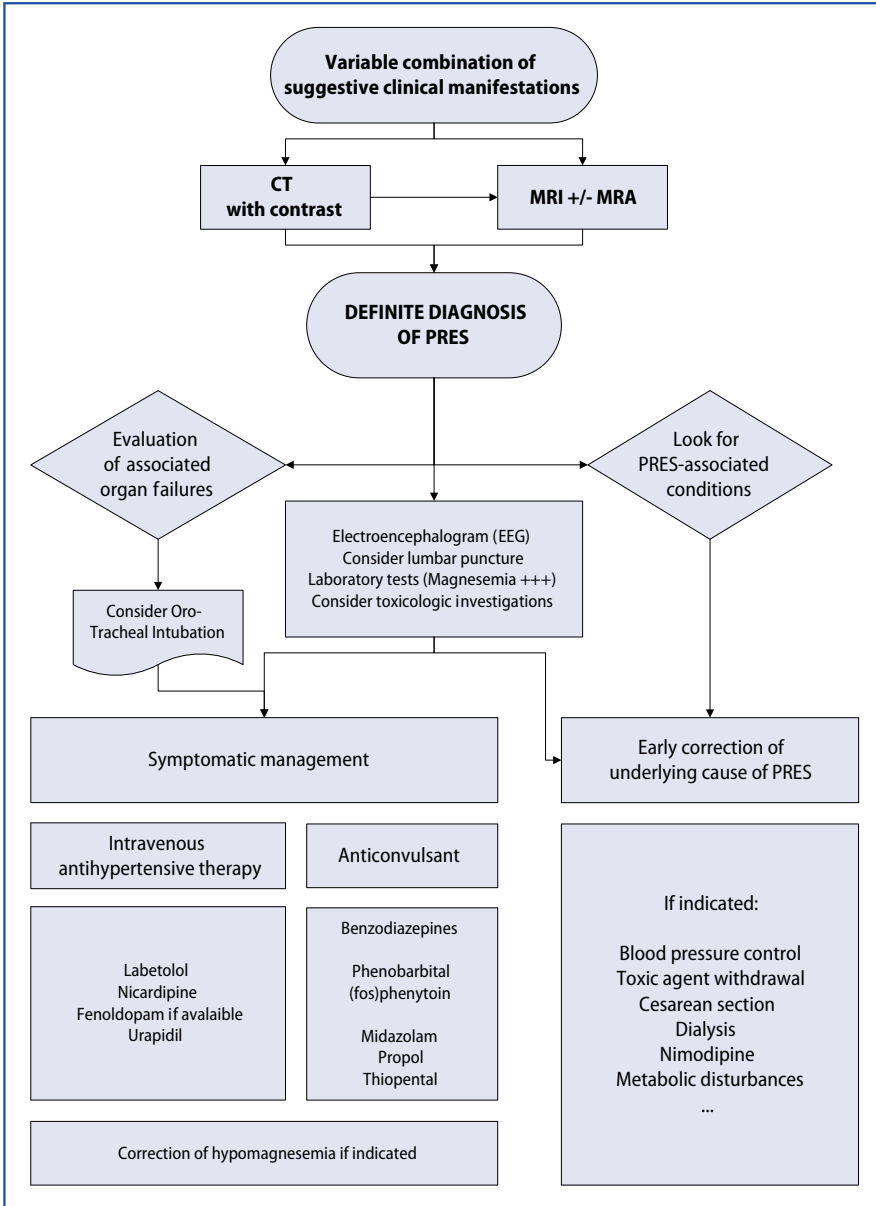 Variable combination of
suggestive clinical manifestations
CT
with contrast
MRI +/- MRA
DEFINITE DIAGNOSIS
OF PRES
Evaluation
of associated
organ failures
Look for
PRES-associated
conditions
Electroencephalogram (EEG)
Consider lumbar puncture
Laboratory tests (Magnesemia +++)
Consider toxicologic investigations
Consider Oro-
Tracheal Intubation
Symptomatic management
Early correction of
underlying cause of PRES
Intravenous
antihypertensive therapy
Anticonvulsant
Labetolol
Nicardipine
Fenoldopam if avalaible
Urapidil
Benzodiazepines
Phenobarbital
(fos)phenytoin
Midazolam
Propol
Thiopental
If indicated:
Blood pressure control
Toxic agent withdrawal
Cesarean section
Dialysis
Nimodipine
Metabolic disturbances
...
Correction of hypomagnesemia if indicated